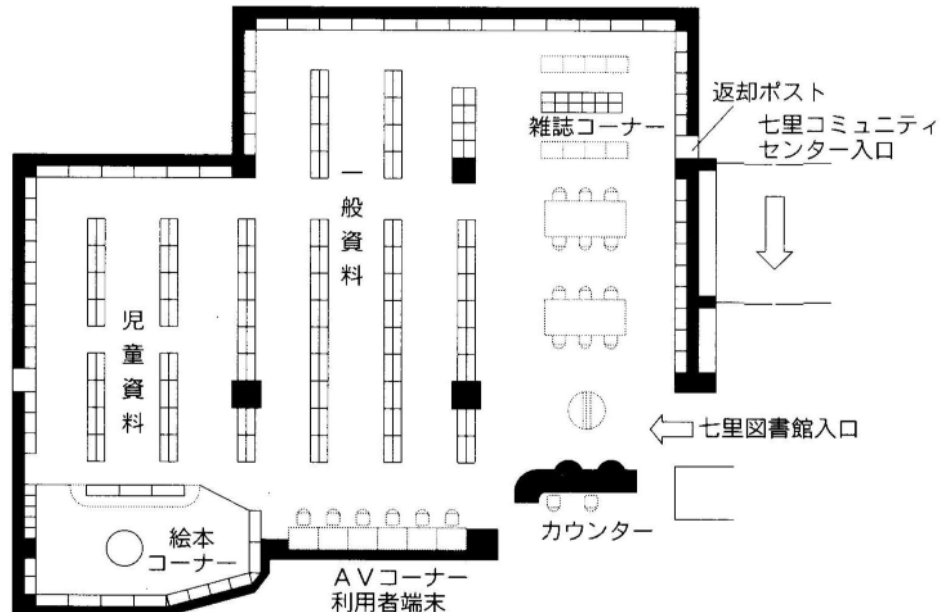 返却ポスト
七里コミュニティ
センター入口
雑誌コーナー
一般資料
児童資料
七里図書館入口
カウンター
絵本
コーナー
AVコーナー
利用者端末